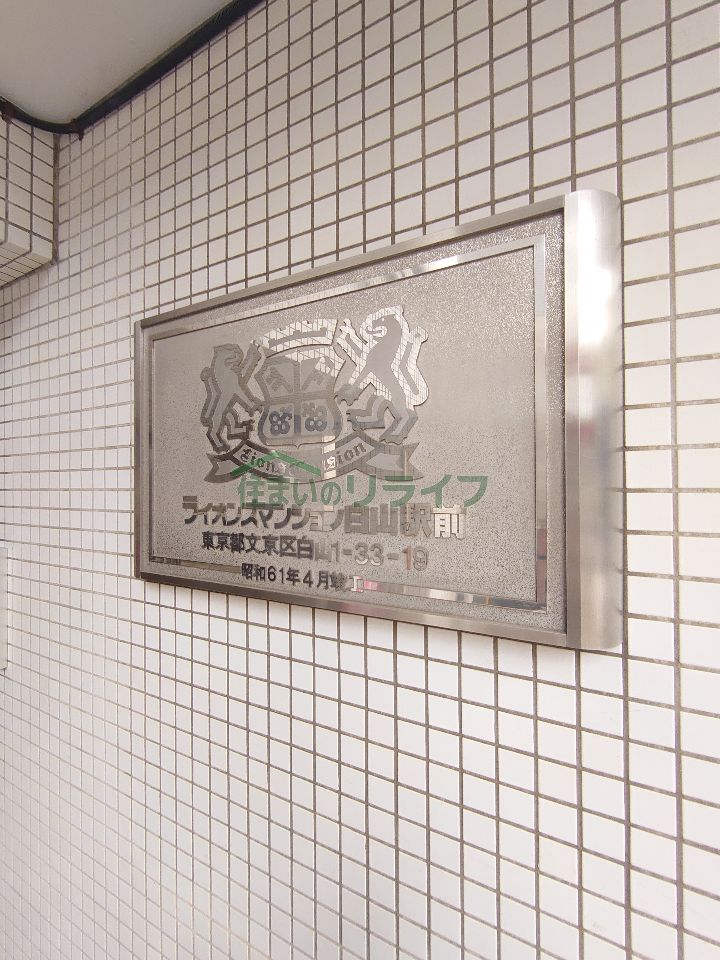 Lions Mansion
住まいのリライフ
ライオンズマンション白山駅前
東京都文京区白山1-33-19
昭和61年4月竣工